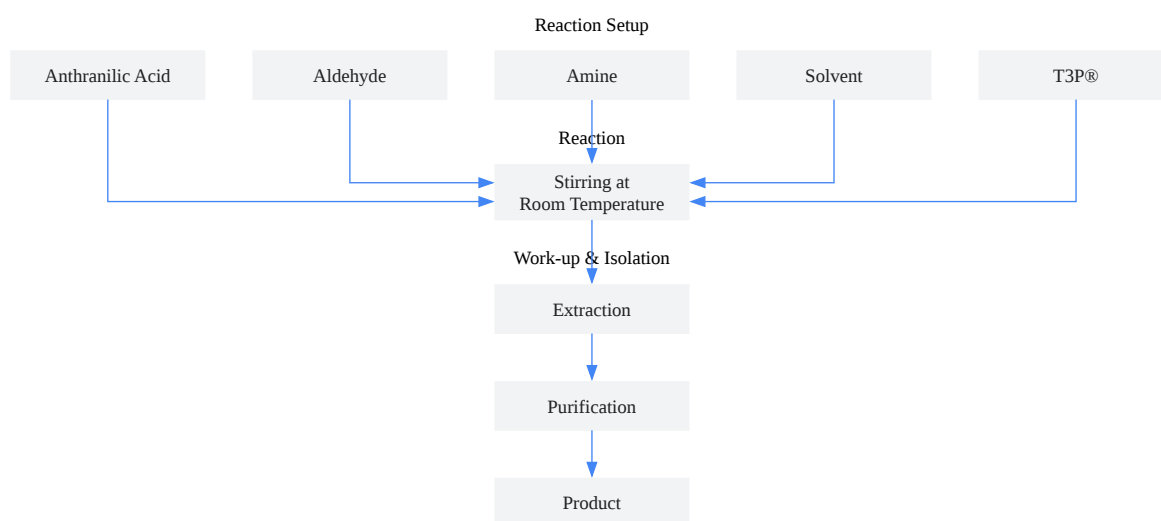 Reaction Setup
Anthranilic Acid
Aldehyde
Amine
Solvent
T3P®
Reaction
Stirring at
Room Temperature
Work-up & Isolation
Extraction
Purification
Product